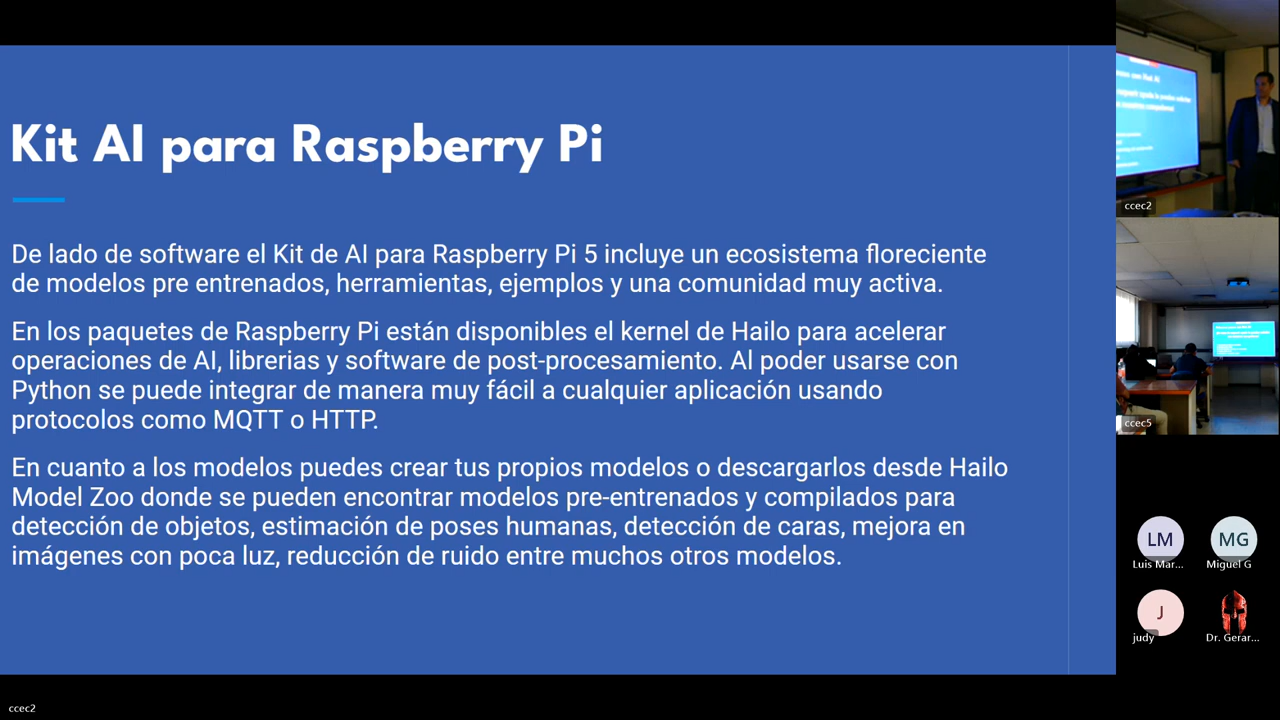 Kit AI para Raspberry Pi
De lado de software el Kit de AI para Raspberry Pi 5 incluye un ecosistema floreciente
de modelos pre entrenados, herramientas, ejemplos y una comunidad muy activa.
En los paquetes de Raspberry Pi están disponibles el kernel de Hailo para acelerar
operaciones de AI, librerias y software de post-procesamiento. Al poder usarse con
Python se puede integrar de manera muy fácil a cualquier aplicación usando
protocolos como MQTT o HTTP.
En cuanto a los modelos puedes crear tus propios modelos o descargarlos desde Hailo
Model Zoo donde se pueden encontrar modelos pre-entrenados y compilados para
detección de objetos, estimación de poses humanas, detección de caras, mejora en
imágenes con poca luz, reducción de ruido entre muchos otros modelos.
ccec2
ccec5
LM
Luis Mar...
MG
Miguel G
J
judy
Dr. Gerar...
ccec2